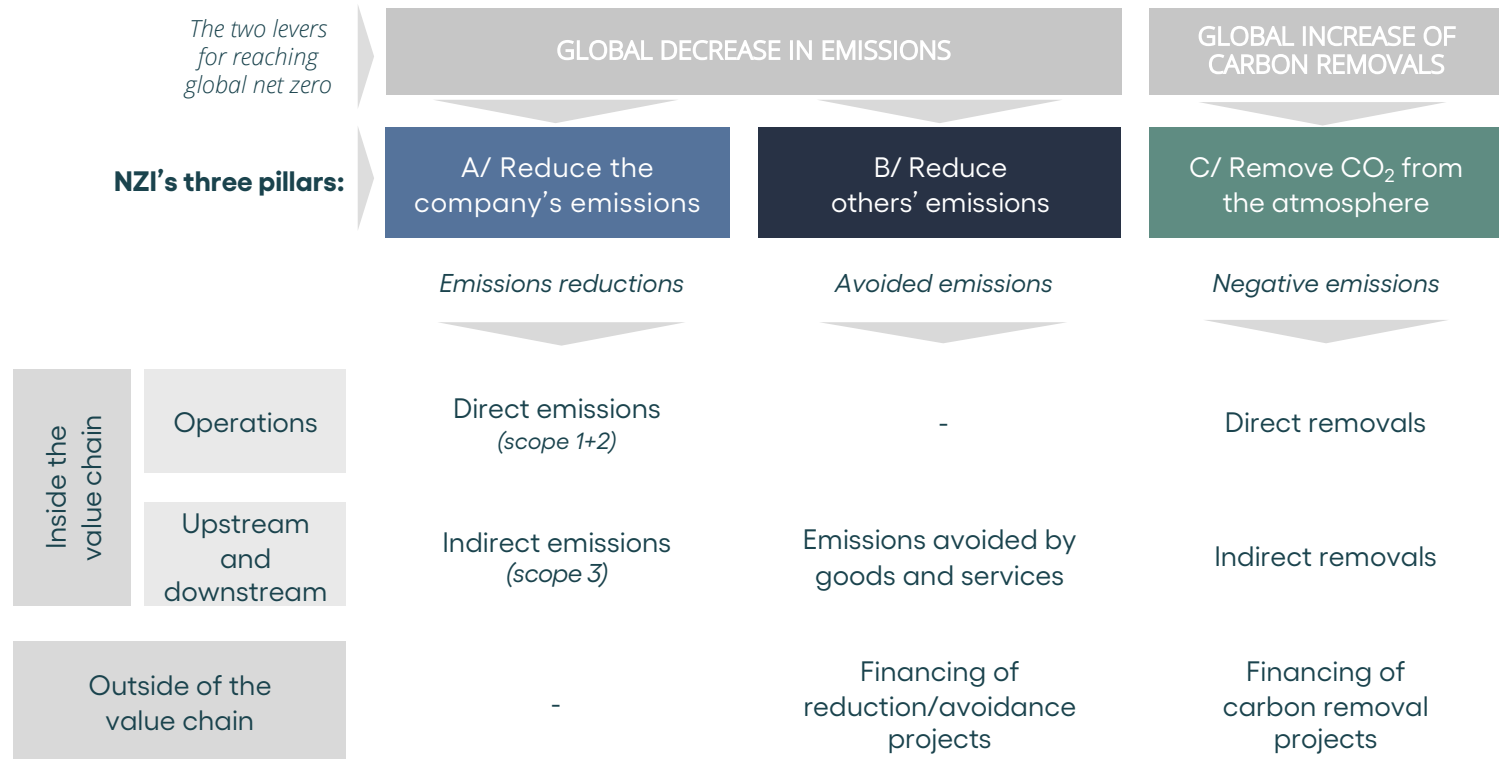 The two levers
for reaching
global net zero
GLOBAL DECREASE IN EMISSIONS
GLOBAL INCREASE OF
CARBON REMOVALS
NZI’s three pillars:
A/ Reduce the
company’s emissions
B/ Reduce
others’ emissions
C/ Remove CO₂ from
the atmosphere
Emissions reductions
Avoided emissions
Negative emissions
Inside the
value chain
Operations
Direct emissions
(scope 1+2)
-
Direct removals
Upstream
and
downstream
Indirect emissions
(scope 3)
Emissions avoided by
goods and services
Indirect removals
Outside of the
value chain
-
Financing of
reduction/avoidance
projects
Financing of
carbon removal
projects